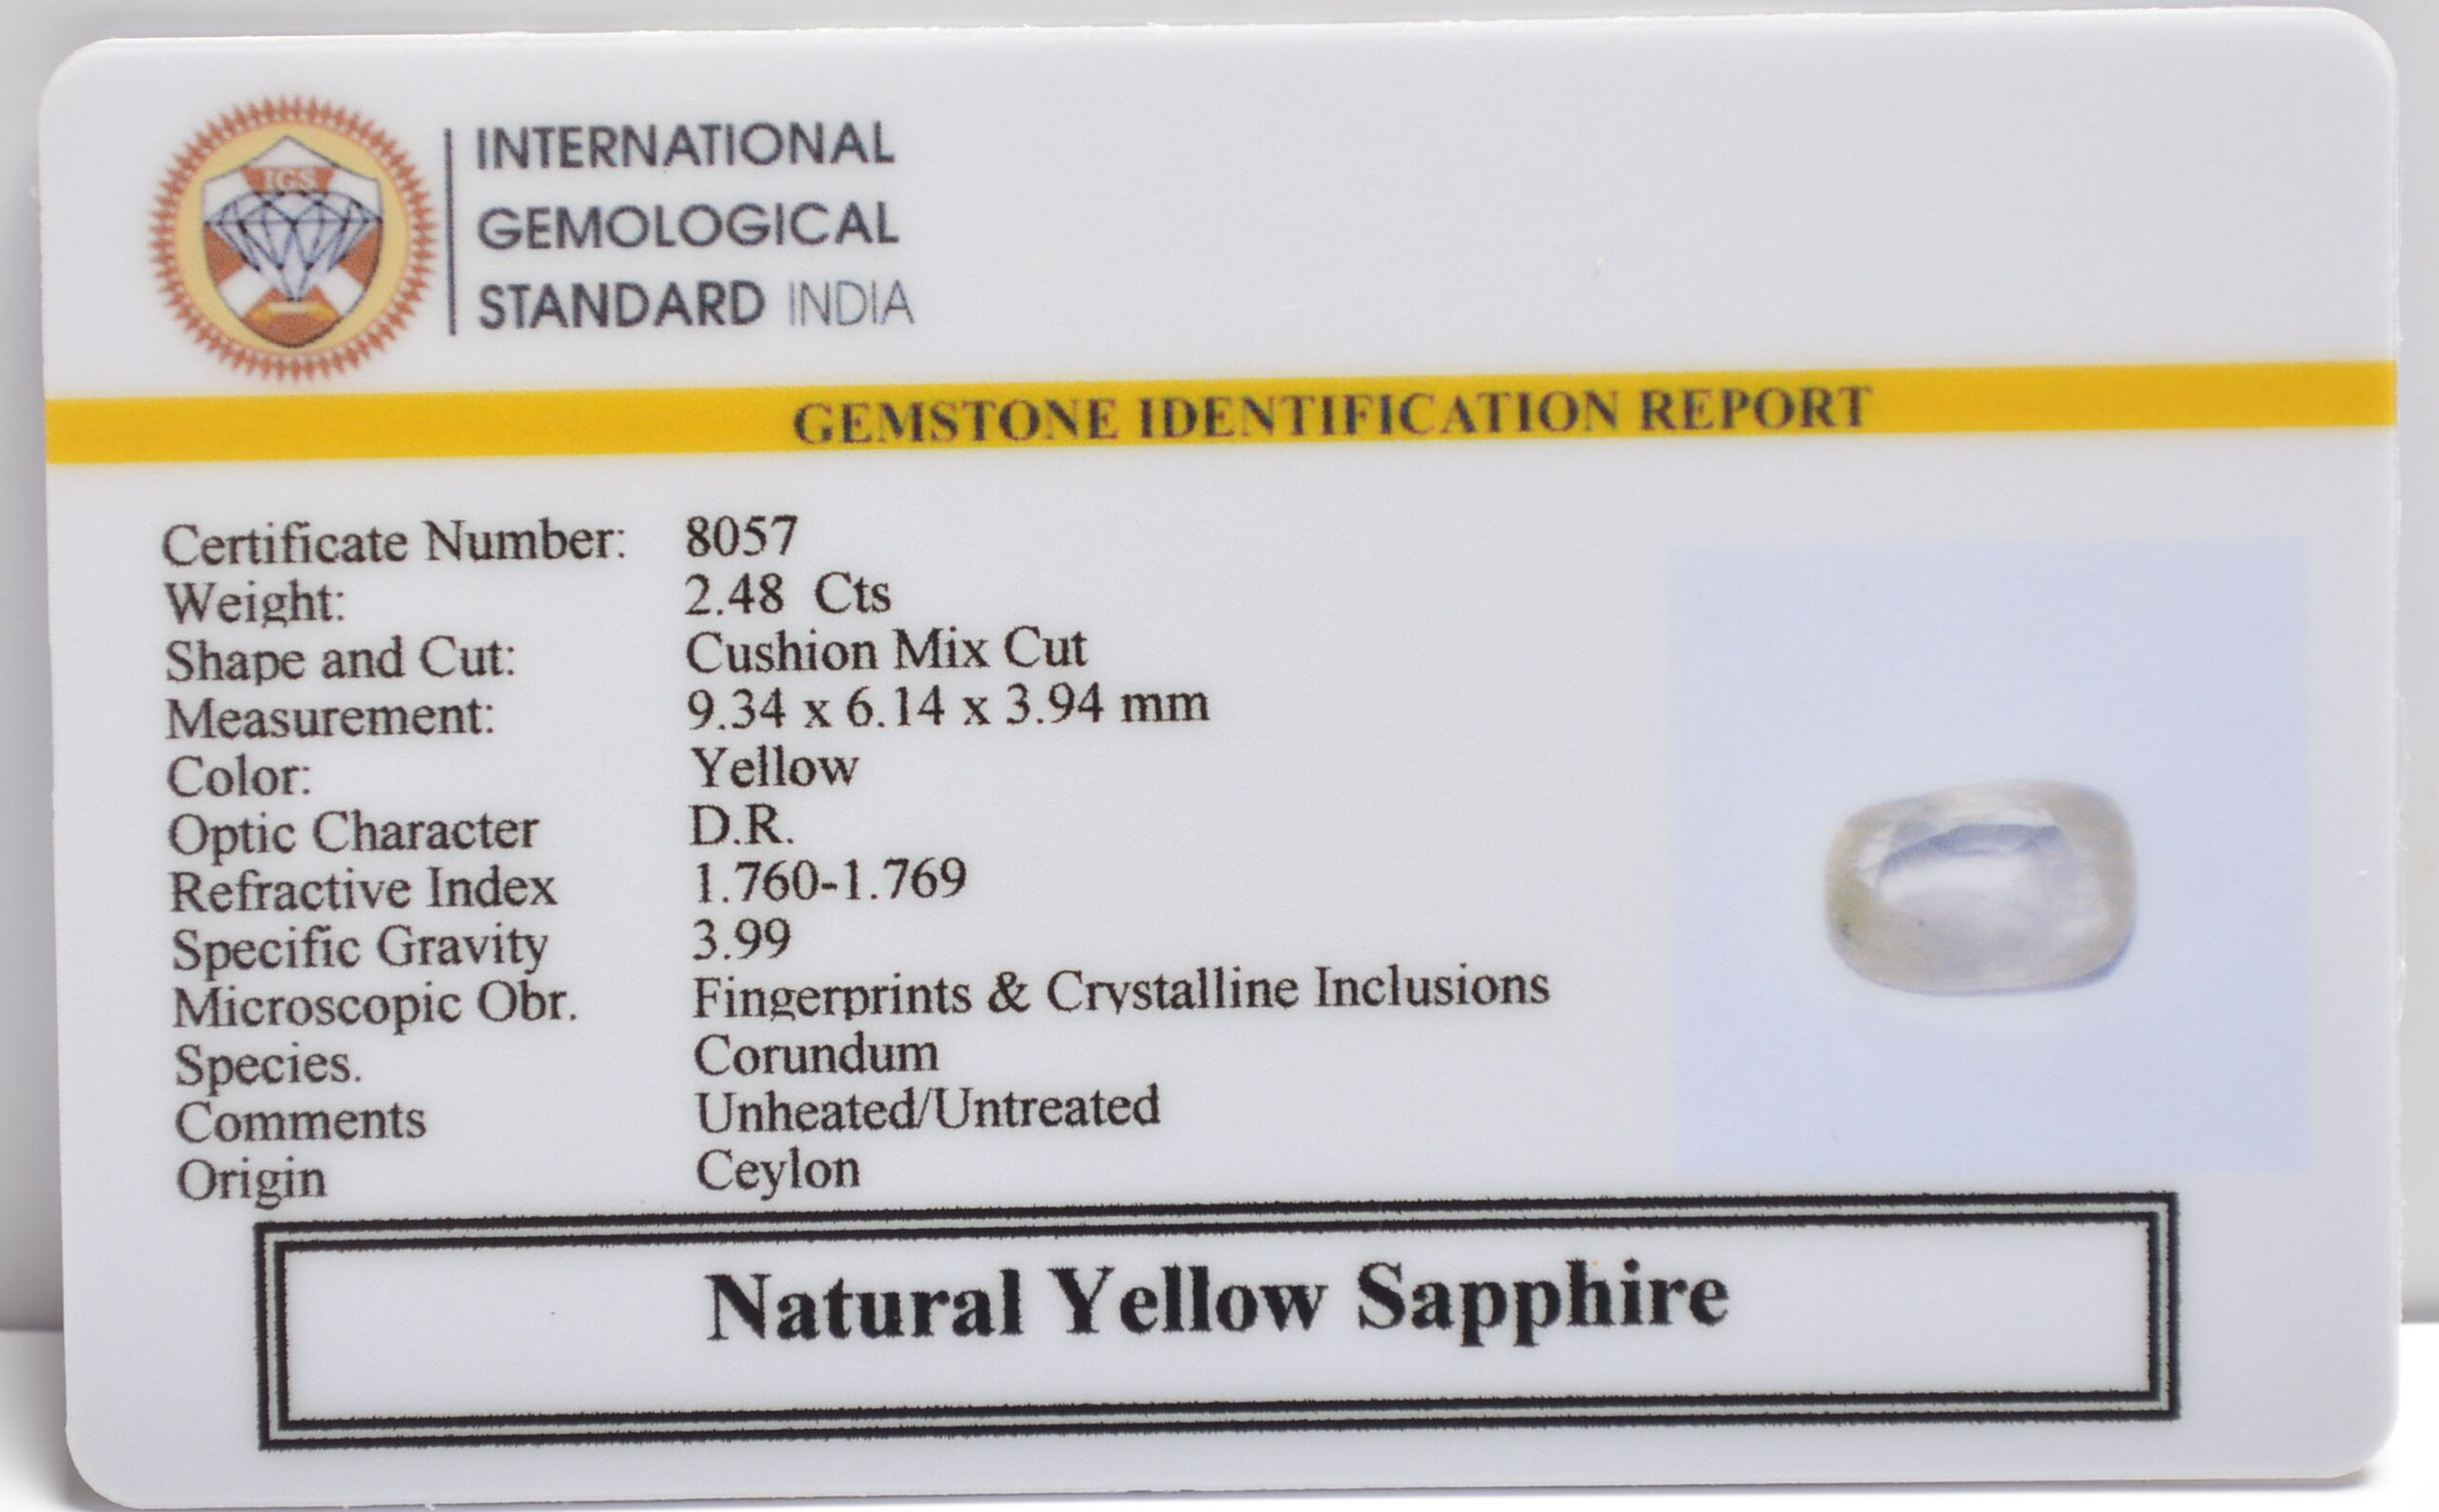 IGS
INTERNATIONAL
GEMOLOGICAL
STANDARD INDIA
GEMSTONE IDENTIFICATION REPORT
Certificate Number: 8057
Weight: 2.48 Cts
Shape and Cut: Cushion Mix Cut
Measurement: 9.34 x 6.14 x 3.94 mm
Color: Yellow
Optic Character D.R.
Refractive Index 1.760-1.769
Specific Gravity 3.99
Microscopic Obr. Fingerprints & Crystalline Inclusions
Species. Corundum
Comments Unheated/Untreated
Origin Ceylon
Natural Yellow Sapphire